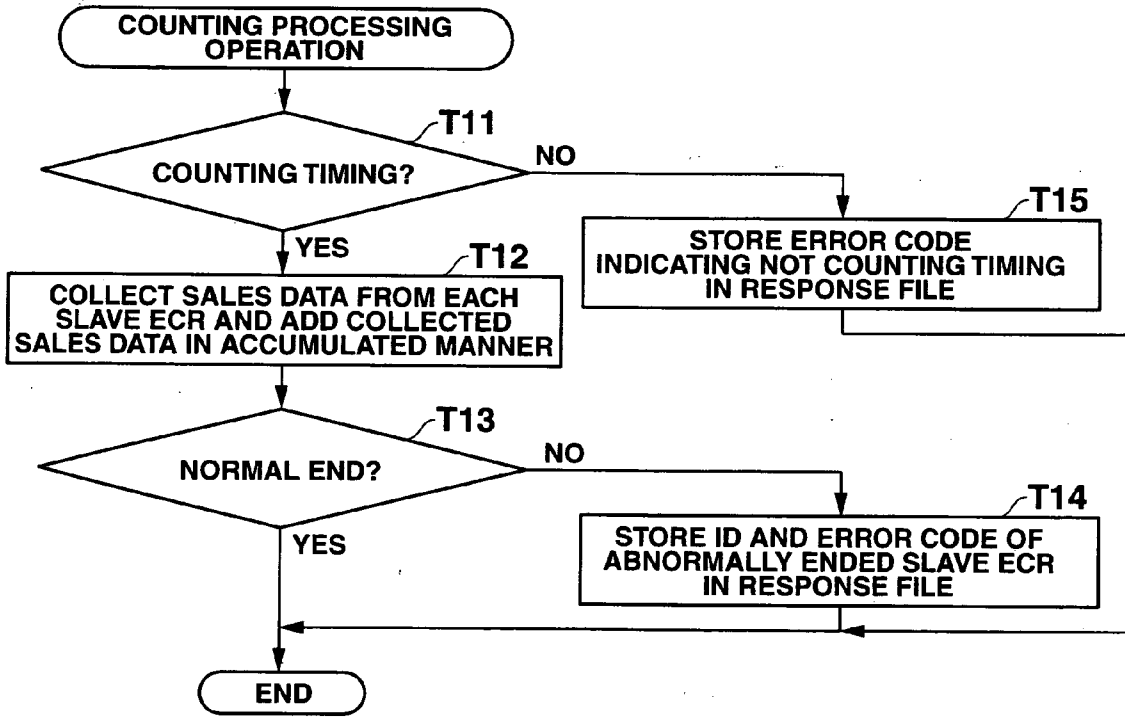 COUNTING PROCESSING
OPERATION
T11
COUNTING TIMING?
NO
YES
T15
STORE ERROR CODE
INDICATING NOT COUNTING TIMING
IN RESPONSE FILE
T12
COLLECT SALES DATA FROM EACH
SLAVE ECR AND ADD COLLECTED
SALES DATA IN ACCUMULATED MANNER
T13
NORMAL END?
NO
YES
T14
STORE ID AND ERROR CODE OF
ABNORMALLY ENDED SLAVE ECR
IN RESPONSE FILE
END